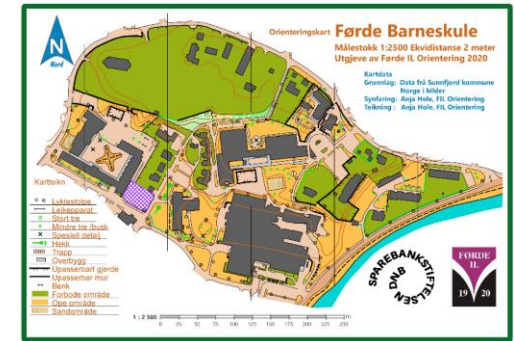 N
Nord
Orienteringskart Førde Barneskule
Målestokk 1:2500 Ekvidistanse 2 meter
Utgjeve av Førde IL Orientering 2020
Kartdata
Grunnlag: Data frå Sunnfjord kommune
Norge i bilder
Synfaring: Anja Hole, FIL Orientering
Teikning : Anja Hole, FIL Orientering
Kartteikn
Lyktestolpe
Leikepparat
Stort tre
Mindre tre /busk
Spesiell detalj
Hekk
Trapp
Overbygg
Upasserbart gjerde
Upasserbar mur
Benk
Forbode område
Ope område
Sandområde
1 : 2 500
0 25 50 75 100 125 150 175 200 225 250 m
SPAREBANKSTIFTELSEN
DNB
FØRDE
IL
19 20